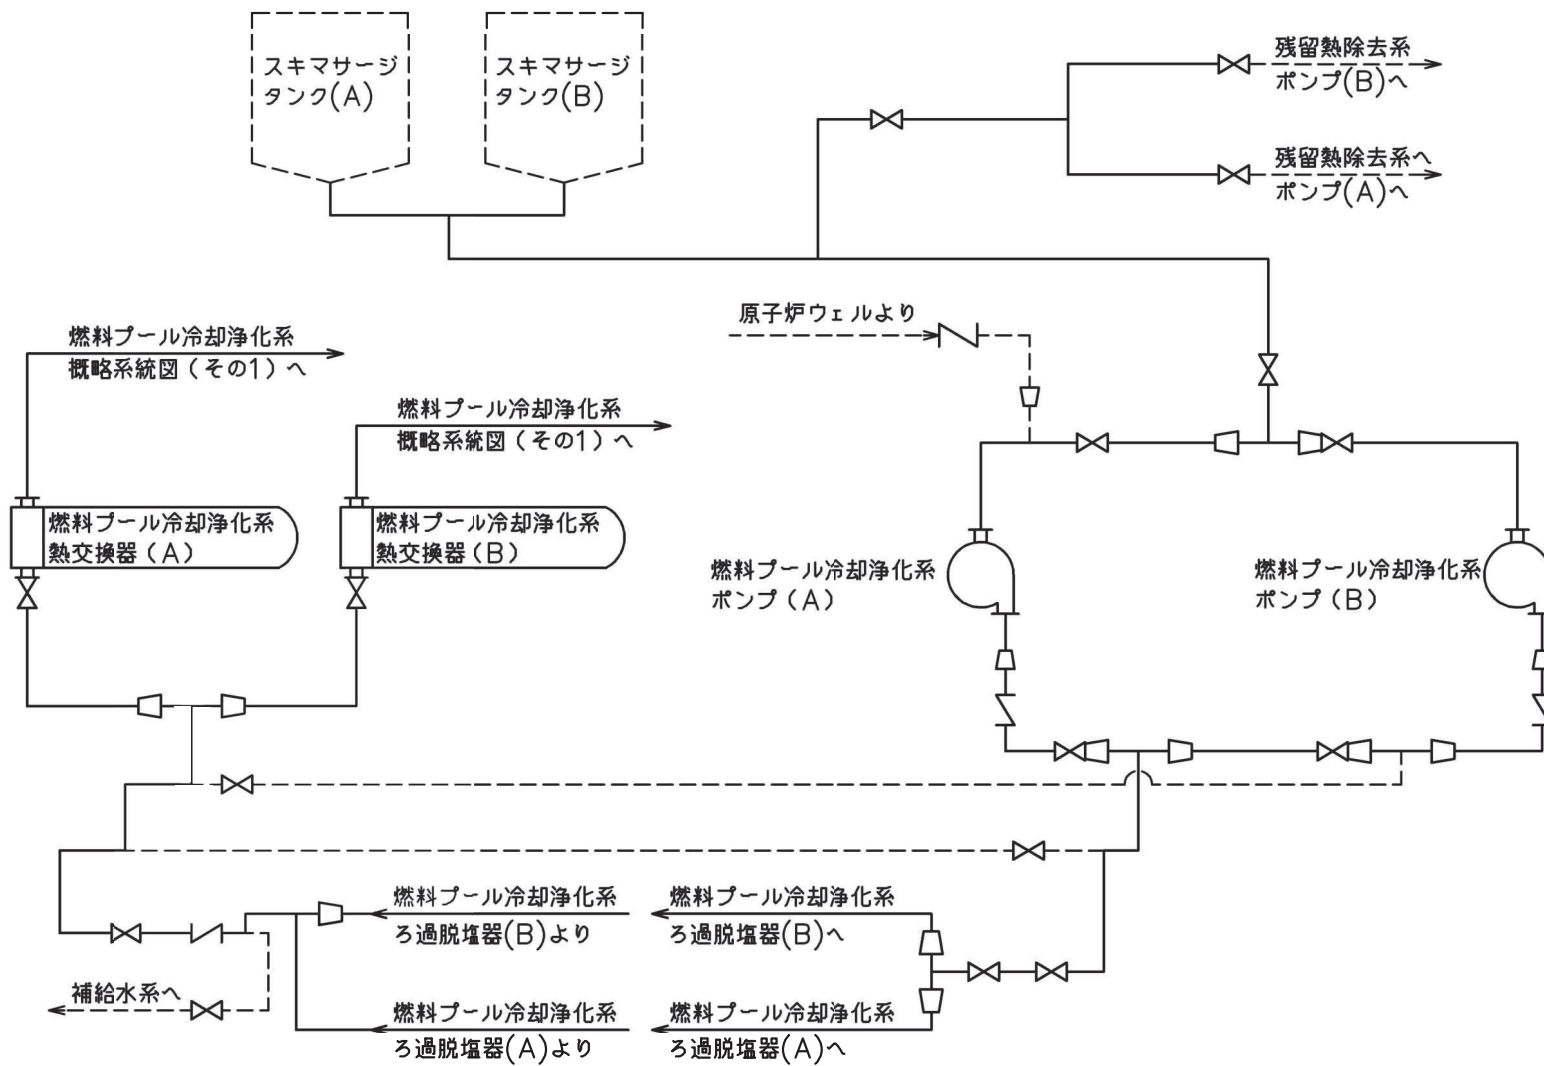 スキマサージ
タンク(A)
スキマサージ
タンク(B)
残留熱除去系
ポンプ(B)へ
残留熱除去系へ
ポンプ(A)へ
原子炉ウェルより
燃料プール冷却浄化系
概略系統図(その1)へ
燃料プール冷却浄化系
概略系統図(その1)へ
燃料プール冷却浄化系
熱交換器(A)
燃料プール冷却浄化系
熱交換器(B)
燃料プール冷却浄化系
ポンプ(A)
燃料プール冷却浄化系
ポンプ(B)
燃料プール冷却浄化系
ろ過脱塩器(B)より
燃料プール冷却浄化系
ろ過脱塩器(B)へ
補給水系へ
燃料プール冷却浄化系
ろ過脱塩器(A)より
燃料プール冷却浄化系
ろ過脱塩器(A)へ